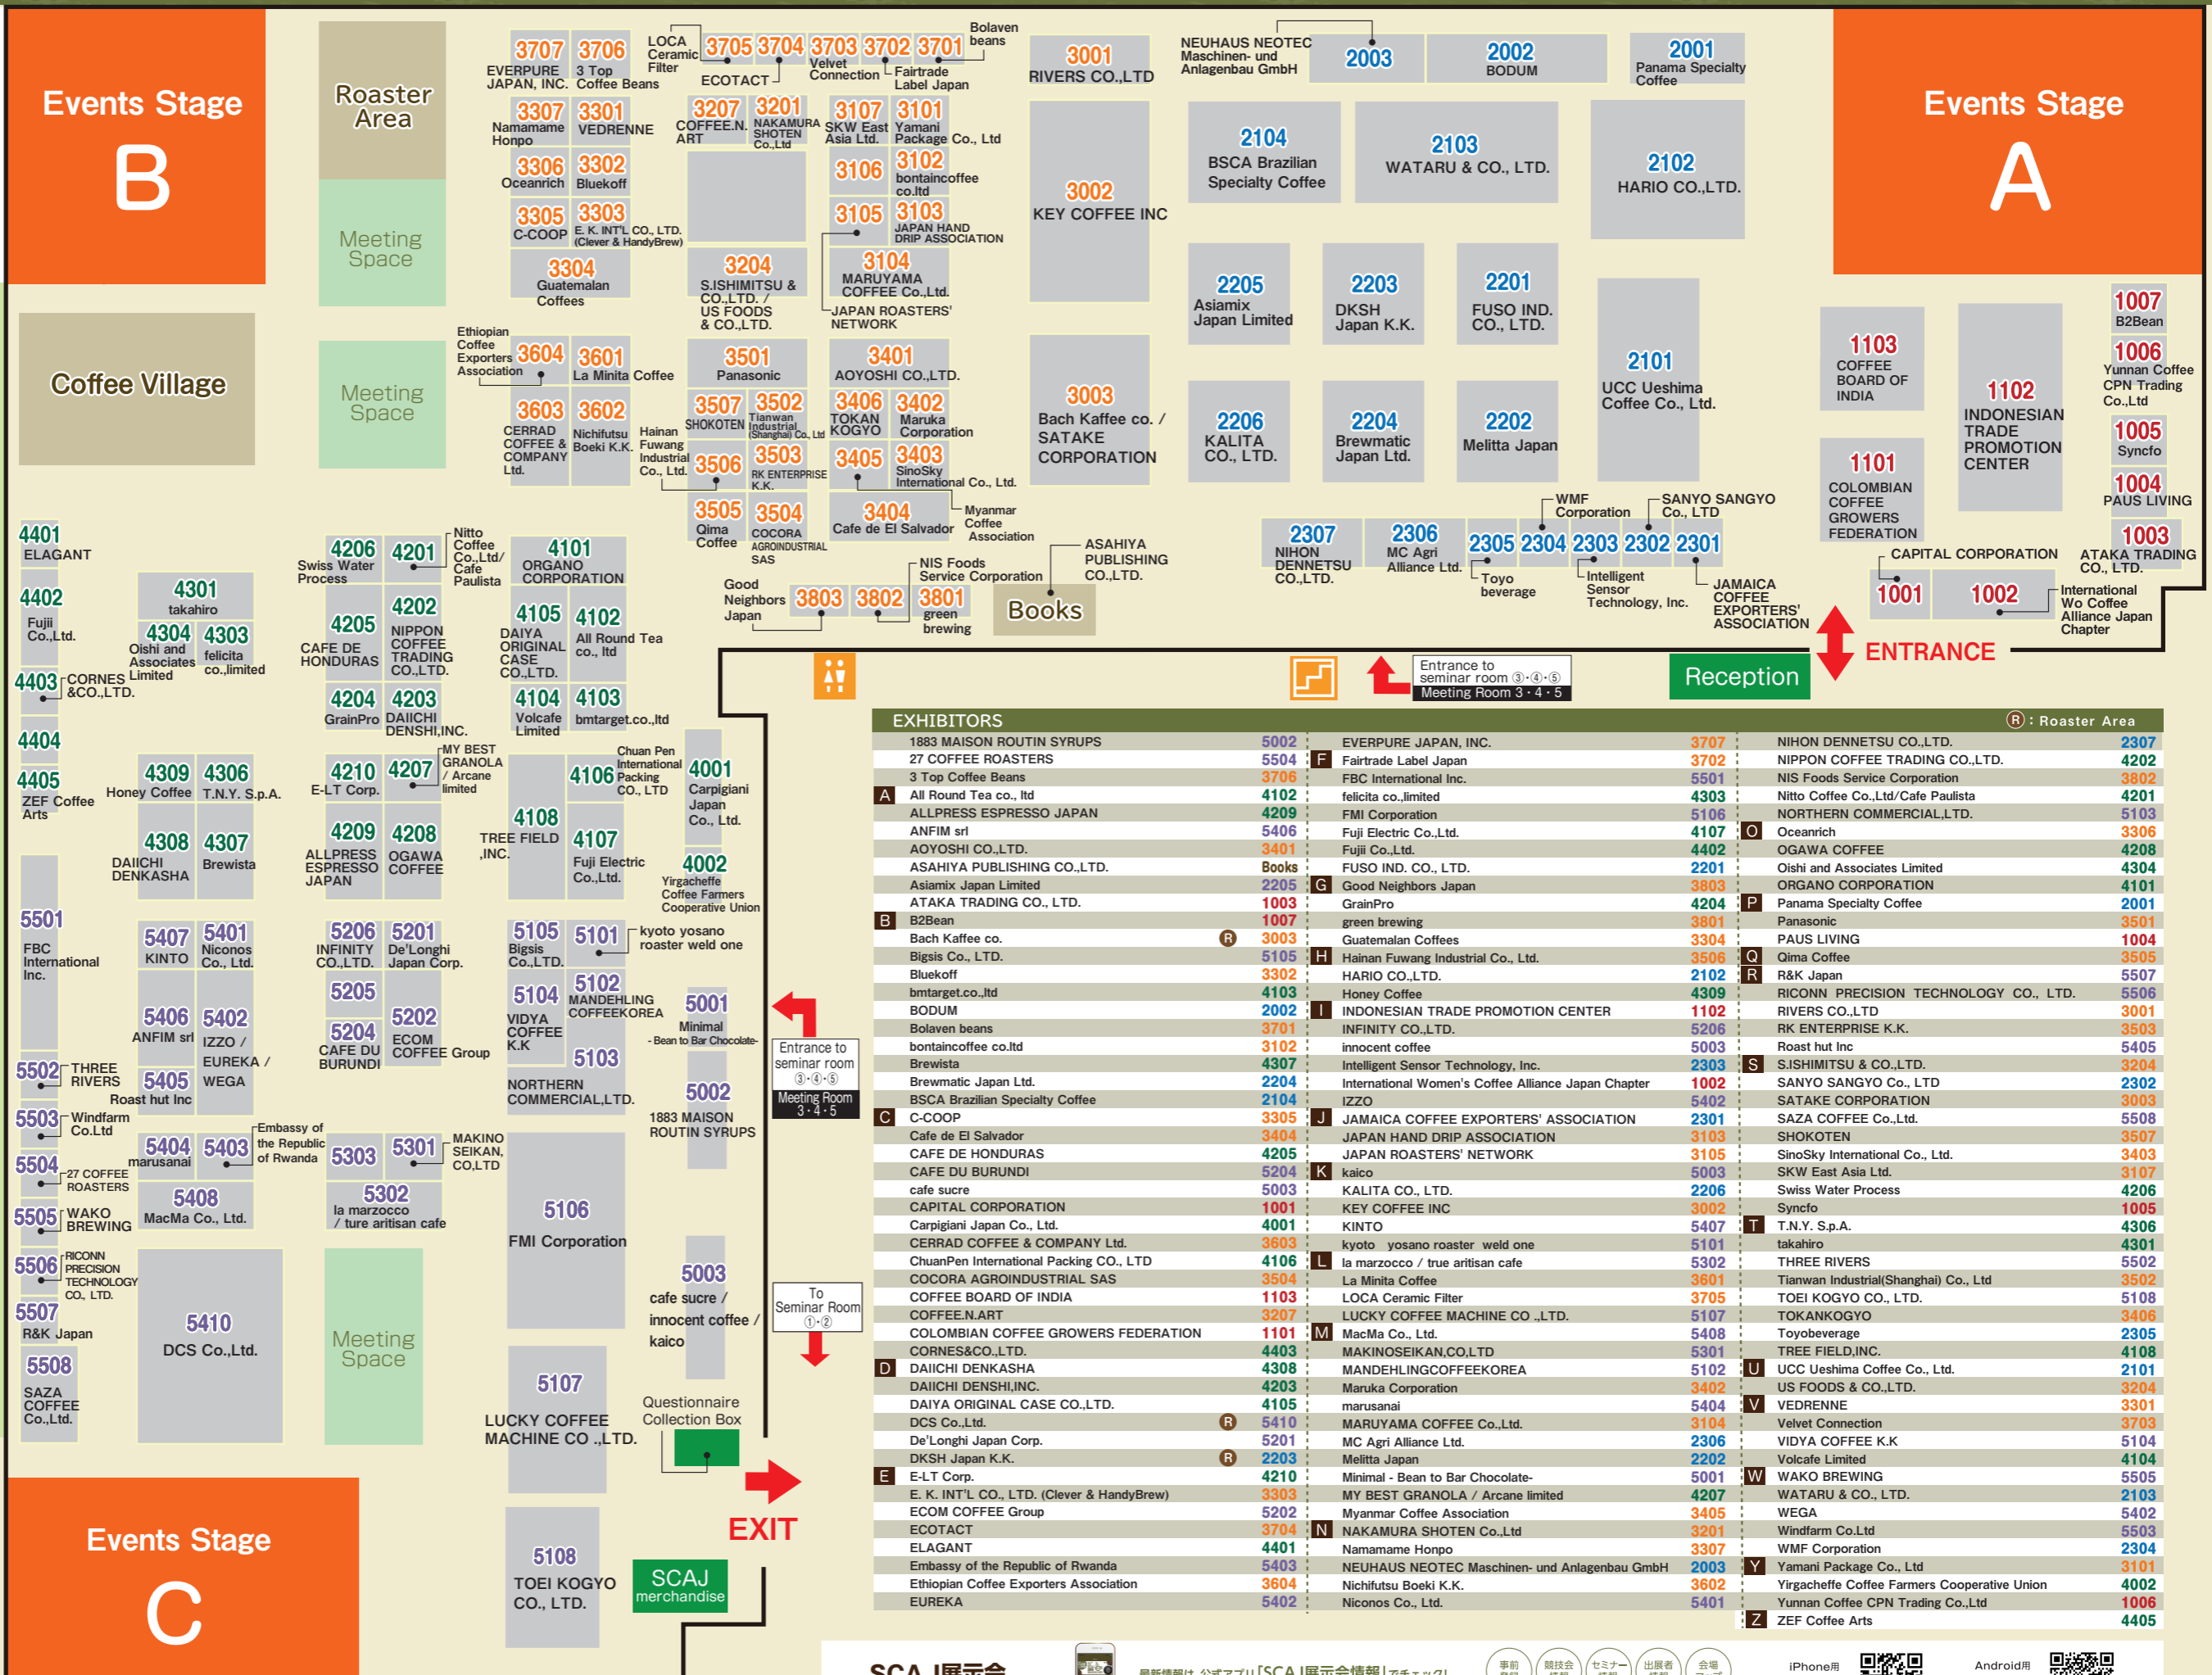 Events Stage
B
Roaster
Area
Meeting
Space
Coffee Village
Meeting
Space
3707
EVERPURE
JAPAN, INC.
3706
3 Top
Coffee Beans
3307
Namamame
Honpo
3301
VEDRENNE
3306
Oceanrich
3302
Bluekoff
3305
C-COOP
3303
E. K. INT'L CO., LTD.
(Clever & HandyBrew)
3304
Guatemalan
Coffees
LOCA
Ceramic
Filter
3705
3704
ECOTACT
3703
Velvet
Connection
3702
Fairtrade
Label Japan
3701
Bolaven
beans
3207
COFFEE.N.
ART
3201
NAKAMURA
SHOTEN
Co.,Ltd
3107
SKW East
Asia Ltd.
3101
Yamani
Package Co., Ltd
3106
3102
bontaincoffee
co.ltd
3105
3103
JAPAN HAND
DRIP ASSOCIATION
3204
S.ISHIMITSU &
CO.,LTD. /
US FOODS
& CO.,LTD.
3104
MARUYAMA
COFFEE Co.,Ltd.
JAPAN ROASTERS'
NETWORK
3001
RIVERS CO.,LTD
3002
KEY COFFEE INC
3003
Bach Kaffee co. /
SATAKE
CORPORATION
NEUHAUS NEOTEC
Maschinen- und
Anlagenbau GmbH
2003
2002
BODUM
2001
Panama Specialty
Coffee
2104
BSCA Brazilian
Specialty Coffee
2103
WATARU & CO., LTD.
2102
HARIO CO.,LTD.
Events Stage
A
2205
Asiamix
Japan Limited
2203
DKSH
Japan K.K.
2201
FUSO IND.
CO., LTD.
2101
UCC Ueshima
Coffee Co., Ltd.
2206
KALITA
CO., LTD.
2204
Brewmatic
Japan Ltd.
2202
Melitta Japan
1103
COFFEE
BOARD OF
INDIA
1102
INDONESIAN
TRADE
PROMOTION
CENTER
1101
COLOMBIAN
COFFEE
GROWERS
FEDERATION
1007
B2Bean
1006
Yunnan Coffee
CPN Trading
Co.,Ltd
1005
Syncfo
1004
PAUS LIVING
1003
ATAKA TRADING
CO., LTD.
CAPITAL CORPORATION
1001
1002
International
Wo Coffee
Alliance Japan
Chapter
Ethiopian
Coffee
Exporters
Association
3604
3601
La Minita Coffee
3603
CERRAD
COFFEE &
COMPANY
Ltd.
3602
Nichifutsu
Boeki K.K.
3501
Panasonic
3401
AOYOSHI CO.,LTD.
3507
SHOKOTEN
3502
Tianwan
Industrial
(Shanghai) Co., Ltd
3406
TOKAN
KOGYO
3402
Maruka
Corporation
Hainan
Fuwang
Industrial
Co., Ltd.
3506
3503
RK ENTERPRISE
K.K.
3405
3403
SinoSky
International Co., Ltd.
3505
Qima
Coffee
3504
COCORA
AGROINDUSTRIAL
SAS
3404
Cafe de El Salvador
Myanmar
Coffee
Association
Good
Neighbors
Japan
3803
3802
3801
green
brewing
NIS Foods
Service Corporation
ASAHIYA
PUBLISHING
CO.,LTD.
Books
2307
NIHON
DENNETSU
CO.,LTD.
2306
MC Agri
Alliance Ltd.
2305
Toyo
beverage
2304
WMF
Corporation
2303
Intelligent
Sensor
Technology, Inc.
2302
SANYO SANGYO
Co., LTD
2301
JAMAICA
COFFEE
EXPORTERS'
ASSOCIATION
ENTRANCE
Reception
Entrance to
seminar room ③・④・⑤
Meeting Room 3・4・5
4401
ELAGANT
4402
Fujii
Co.,Ltd.
4403
CORNES
&CO.,LTD.
4404
4405
ZEF Coffee
Arts
4301
takahiro
4304
Oishi and
Associates
Limited
4303
felicita
co.,limited
4309
Honey Coffee
4306
T.N.Y. S.p.A.
4308
DAIICHI
DENKASHA
4307
Brewista
4206
Swiss Water
Process
4201
Nitto
Coffee
Co.,Ltd/
Cafe
Paulista
4205
CAFE DE
HONDURAS
4202
NIPPON
COFFEE
TRADING
CO.,LTD.
4204
GrainPro
4203
DAIICHI
DENSHI,INC.
4210
E-LT Corp.
4207
MY BEST
GRANOLA
/ Arcane
limited
4209
ALLPRESS
ESPRESSO
JAPAN
4208
OGAWA
COFFEE
4101
ORGANO
CORPORATION
4105
DAIYA
ORIGINAL
CASE
CO.,LTD.
4102
All Round Tea
co., ltd
4104
Volcafe
Limited
4103
bmtarget.co.,ltd
4106
Chuan Pen
International
Packing
CO., LTD
4108
TREE FIELD
,INC.
4107
Fuji Electric
Co.,Ltd.
4001
Carpigiani
Japan
Co., Ltd.
4002
Yirgacheffe
Coffee Farmers
Cooperative Union
5501
FBC
International
Inc.
5502
THREE
RIVERS
5503
Windfarm
Co.Ltd
5504
27 COFFEE
ROASTERS
5505
WAKO
BREWING
5506
RICONN
PRECISION
TECHNOLOGY
CO., LTD.
5507
R&K Japan
5508
SAZA
COFFEE
Co.,Ltd.
5407
KINTO
5401
Niconos
Co., Ltd.
5406
ANFIM srl
5402
IZZO /
EUREKA /
WEGA
5405
Roast hut Inc
5404
marusanai
5403
Embassy of
the Republic
of Rwanda
5408
MacMa Co., Ltd.
5410
DCS Co.,Ltd.
5206
INFINITY
CO.,LTD.
5201
De'Longhi
Japan Corp.
5205
5204
CAFE DU
BURUNDI
5202
ECOM
COFFEE Group
5303
5301
MAKINO
SEIKAN,
CO,LTD
5302
la marzocco
/ ture aritisan cafe
Meeting
Space
5105
Bigsis
Co.,LTD.
5101
kyoto yosano
roaster weld one
5104
VIDYA
COFFEE
K.K
5102
MANDEHLING
COFFEEKOREA
5103
NORTHERN
COMMERCIAL,LTD.
5106
FMI Corporation
5107
LUCKY COFFEE
MACHINE CO .,LTD.
5108
TOEI KOGYO
CO., LTD.
5001
Minimal
- Bean to Bar Chocolate-
5002
1883 MAISON
ROUTIN SYRUPS
5003
cafe sucre /
innocent coffee /
kaico
Entrance to
seminar room
③・④・⑤
Meeting Room
3・4・5
To
Seminar Room
①・②
Questionnaire
Collection Box
EXIT
SCAJ
merchandise
Events Stage
C
EXHIBITORS
R : Roaster Area
1883 MAISON ROUTIN SYRUPS 5002
27 COFFEE ROASTERS 5504
3 Top Coffee Beans 3706
A All Round Tea co., ltd 4102
ALLPRESS ESPRESSO JAPAN 4209
ANFIM srl 5406
AOYOSHI CO.,LTD. 3401
ASAHIYA PUBLISHING CO.,LTD. Books
Asiamix Japan Limited 2205
ATAKA TRADING CO., LTD. 1003
B B2Bean 1007
Bach Kaffee co. R 3003
Bigsis Co., LTD. 5105
Bluekoff 3302
bmtarget.co.,ltd 4103
BODUM 2002
Bolaven beans 3701
bontaincoffee co.ltd 3102
Brewista 4307
Brewmatic Japan Ltd. 2204
BSCA Brazilian Specialty Coffee 2104
C C-COOP 3305
Cafe de El Salvador 3404
CAFE DE HONDURAS 4205
CAFE DU BURUNDI 5204
cafe sucre 5003
CAPITAL CORPORATION 1001
Carpigiani Japan Co., Ltd. 4001
CERRAD COFFEE & COMPANY Ltd. 3603
ChuanPen International Packing CO., LTD 4106
COCORA AGROINDUSTRIAL SAS 3504
COFFEE BOARD OF INDIA 1103
COFFEE.N.ART 3207
COLOMBIAN COFFEE GROWERS FEDERATION 1101
CORNES&CO.,LTD. 4403
D DAIICHI DENKASHA 4308
DAIICHI DENSHI,INC. 4203
DAIYA ORIGINAL CASE CO.,LTD. 4105
DCS Co.,Ltd. R 5410
De'Longhi Japan Corp. 5201
DKSH Japan K.K. R 2203
E E-LT Corp. 4210
E. K. INT'L CO., LTD. (Clever & HandyBrew) 3303
ECOM COFFEE Group 5202
ECOTACT 3704
ELAGANT 4401
Embassy of the Republic of Rwanda 5403
Ethiopian Coffee Exporters Association 3604
EUREKA 5402
EVERPURE JAPAN, INC. 3707
F Fairtrade Label Japan 3702
FBC International Inc. 5501
felicita co.,limited 4303
FMI Corporation 5106
Fuji Electric Co.,Ltd. 4107
Fujii Co.,Ltd. 4402
FUSO IND. CO., LTD. 2201
G Good Neighbors Japan 3803
GrainPro 4204
green brewing 3801
Guatemalan Coffees 3304
H Hainan Fuwang Industrial Co., Ltd. 3506
HARIO CO.,LTD. 2102
Honey Coffee 4309
I INDONESIAN TRADE PROMOTION CENTER 1102
INFINITY CO.,LTD. 5206
innocent coffee 5003
Intelligent Sensor Technology, Inc. 2303
International Women's Coffee Alliance Japan Chapter 1002
IZZO 5402
J JAMAICA COFFEE EXPORTERS' ASSOCIATION 2301
JAPAN HAND DRIP ASSOCIATION 3103
JAPAN ROASTERS' NETWORK 3105
K kaico 5003
KALITA CO., LTD. 2206
KEY COFFEE INC 3002
KINTO 5407
kyoto yosano roaster weld one 5101
L la marzocco / true aritisan cafe 5302
La Minita Coffee 3601
LOCA Ceramic Filter 3705
LUCKY COFFEE MACHINE CO .,LTD. 5107
M MacMa Co., Ltd. 5408
MAKINOSEIKAN,CO,LTD 5301
MANDEHLINGCOFFEEKOREA 5102
Maruka Corporation 3402
marusanai 5404
MARUYAMA COFFEE Co.,Ltd. 3104
MC Agri Alliance Ltd. 2306
Melitta Japan 2202
Minimal - Bean to Bar Chocolate- 5001
MY BEST GRANOLA / Arcane limited 4207
Myanmar Coffee Association 3405
N NAKAMURA SHOTEN Co.,Ltd 3201
Namamame Honpo 3307
NEUHAUS NEOTEC Maschinen- und Anlagenbau GmbH 2003
Nichifutsu Boeki K.K. 3602
Niconos Co., Ltd. 5401
NIHON DENNETSU CO.,LTD. 2307
NIPPON COFFEE TRADING CO.,LTD. 4202
NIS Foods Service Corporation 3802
Nitto Coffee Co.,Ltd/Cafe Paulista 4201
NORTHERN COMMERCIAL,LTD. 5103
O Oceanrich 3306
OGAWA COFFEE 4208
Oishi and Associates Limited 4304
ORGANO CORPORATION 4101
P Panama Specialty Coffee 2001
Panasonic 3501
PAUS LIVING 1004
Q Qima Coffee 3505
R R&K Japan 5507
RICONN PRECISION TECHNOLOGY CO., LTD. 5506
RIVERS CO.,LTD 3001
RK ENTERPRISE K.K. 3503
Roast hut Inc 5405
S S.ISHIMITSU & CO.,LTD. 3204
SANYO SANGYO Co., LTD 2302
SATAKE CORPORATION 3003
SAZA COFFEE Co.,Ltd. 5508
SHOKOTEN 3507
SinoSky International Co., Ltd. 3403
SKW East Asia Ltd. 3107
Swiss Water Process 4206
Syncfo 1005
T T.N.Y. S.p.A. 4306
takahiro 4301
THREE RIVERS 5502
Tianwan Industrial(Shanghai) Co., Ltd 3502
TOEI KOGYO CO., LTD. 5108
TOKANKOGYO 3406
Toyobeverage 2305
TREE FIELD,INC. 4108
U UCC Ueshima Coffee Co., Ltd. 2101
US FOODS & CO.,LTD. 3204
V VEDRENNE 3301
Velvet Connection 3703
VIDYA COFFEE K.K 5104
Volcafe Limited 4104
W WAKO BREWING 5505
WATARU & CO., LTD. 2103
WEGA 5402
Windfarm Co.Ltd 5503
WMF Corporation 2304
Y Yamani Package Co., Ltd 3101
Yirgacheffe Coffee Farmers Cooperative Union 4002
Yunnan Coffee CPN Trading Co.,Ltd 1006
Z ZEF Coffee Arts 4405
SCAJ展示会
最新情報は、公式アプリ「SCAJ展示会情報」でチェック!
事前
競技会
セミナー
出展者
会場
iPhone用
Android用